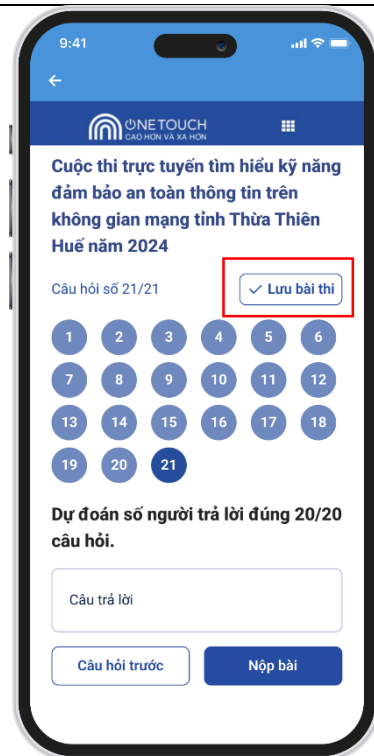 9:41
ONETOUCH
CAO HƠN VÀ XA HƠN
Cuộc thi trực tuyến tìm hiểu kỹ năng
đảm bảo an toàn thông tin trên
không gian mạng tỉnh Thừa Thiên
Huế năm 2024
Câu hỏi số 21/21
Lưu bài thi
1 2 3 4 5 6
7 8 9 10 11 12
13 14 15 16 17 18
19 20 21
Dự đoán số người trả lời đúng 20/20
câu hỏi.
Câu trả lời
Câu hỏi trước
Nộp bài